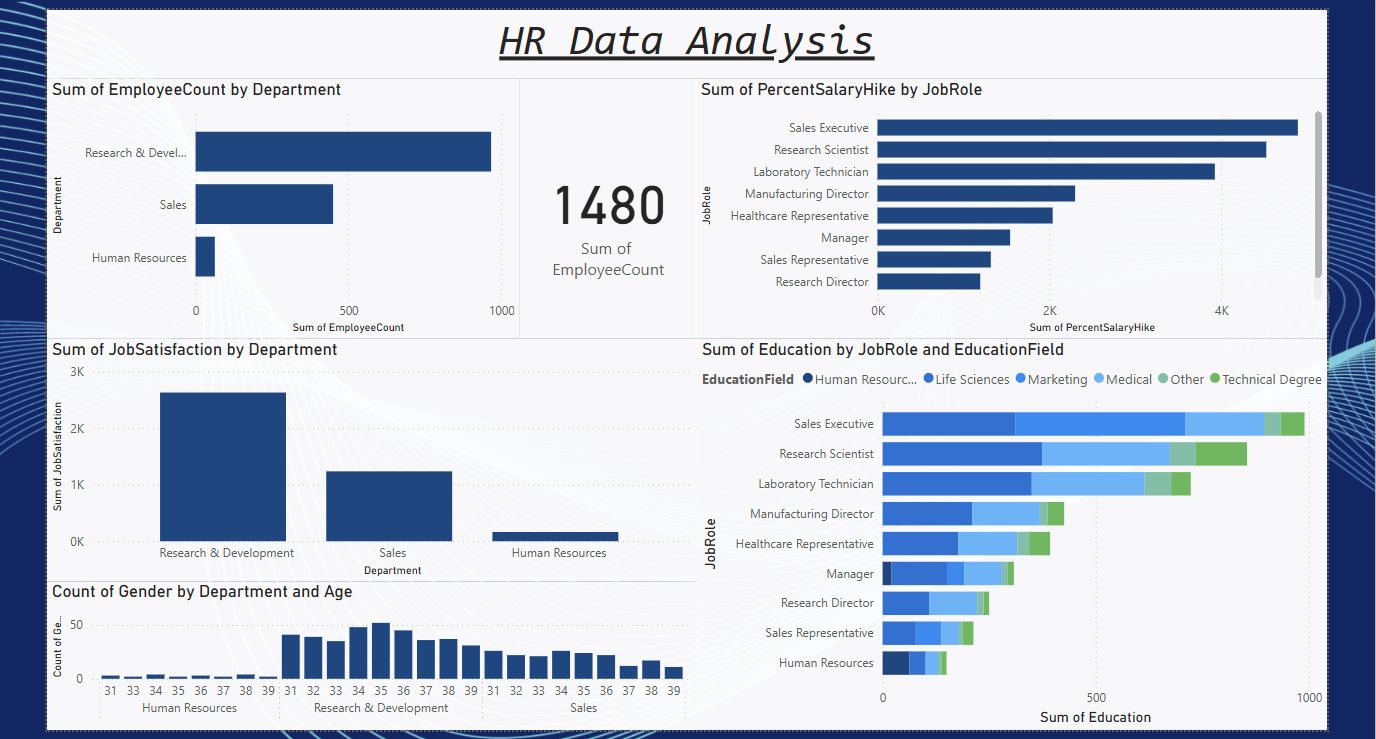 HR Data Analysis
Sum of EmployeeCount by Department
Department
Research & Devel...
Sales
Human Resources
0 500 1000
Sum of EmployeeCount
1480
Sum of
EmployeeCount
Sum of PercentSalaryHike by JobRole
JobRole
Sales Executive
Research Scientist
Laboratory Technician
Manufacturing Director
Healthcare Representative
Manager
Sales Representative
Research Director
0K 2K 4K
Sum of PercentSalaryHike
Sum of JobSatisfaction by Department
Sum of JobSatisfaction
3K
2K
1K
0K
Research & Development Sales Human Resources
Department
Sum of Education by JobRole and EducationField
EducationField Human Resourc... Life Sciences Marketing Medical Other Technical Degree
JobRole
Sales Executive
Research Scientist
Laboratory Technician
Manufacturing Director
Healthcare Representative
Manager
Research Director
Sales Representative
Human Resources
0 500 1000
Sum of Education
Count of Gender by Department and Age
Count of Ge...
50
0
31 33 34 35 36 37 38 39 31 32 33 34 35 36 37 38 39 31 32 33 34 35 36 37 38 39
Human Resources Research & Development Sales